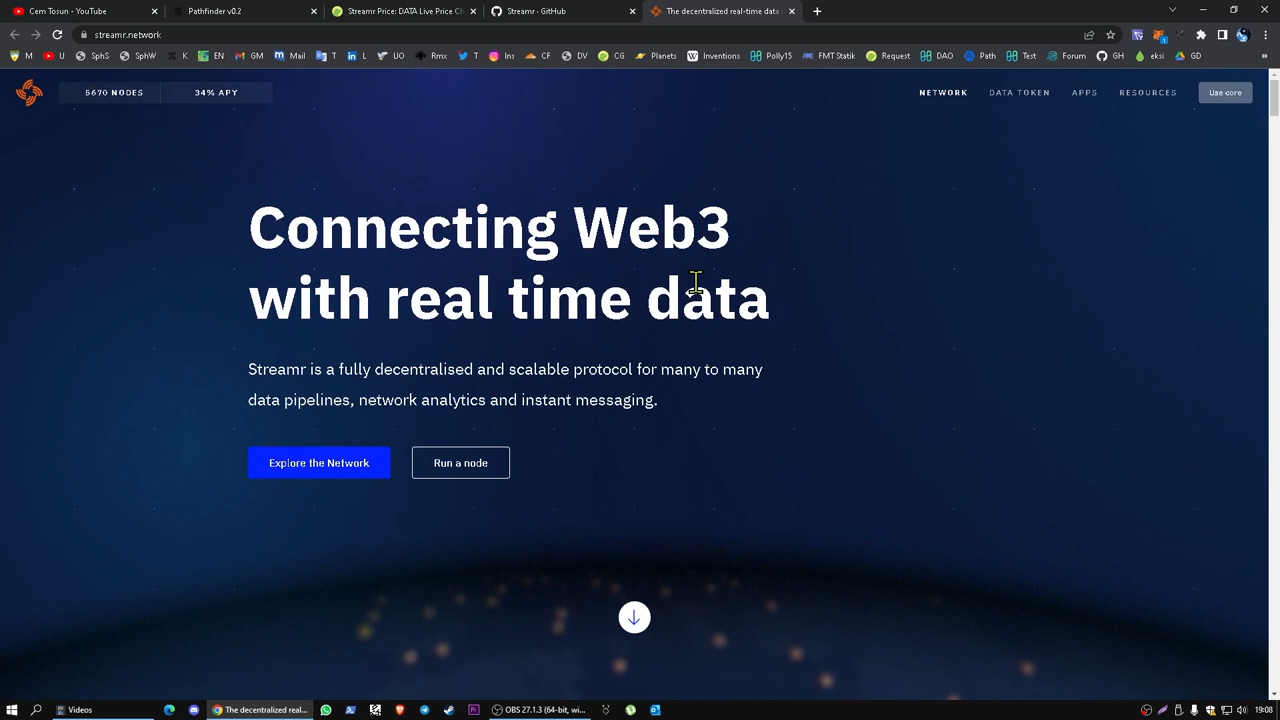 Cem Tosun - YouTube
Pathfinder v0.2
Streamr Price: DATA Live Price Ch
Streamr · GitHub
The decentralized real-time data
streamr.network
M
U
SphS
SphW
K
EN
GM
Mail
T
L
UO
Rmx
Ins
CF
DV
CG
Planets
Inventions
Polly15
FMT Statik
Request
DAO
Path
Test
Forum
GH
eksi
GD
5670 NODES
34% APY
NETWORK
DATA TOKEN
APPS
RESOURCES
Use core
Connecting Web3
with real time data
Streamr is a fully decentralised and scalable protocol for many to many
data pipelines, network analytics and instant messaging.
Explore the Network
Run a node
Videos
The decentralized real...
OBS 27.1.3 (64-bit, wi...
19:08